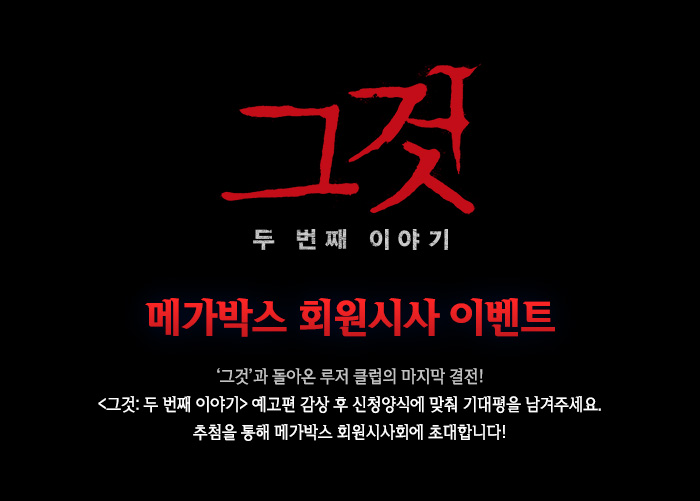 그것
두 번째 이야기
메가박스 회원시사 이벤트
‘그것’과 돌아온 루저 클럽의 마지막 결전!
<그것: 두 번째 이야기> 예고편 감상 후 신청양식에 맞춰 기대평을 남겨주세요.
추첨을 통해 메가박스 회원시사회에 초대합니다!